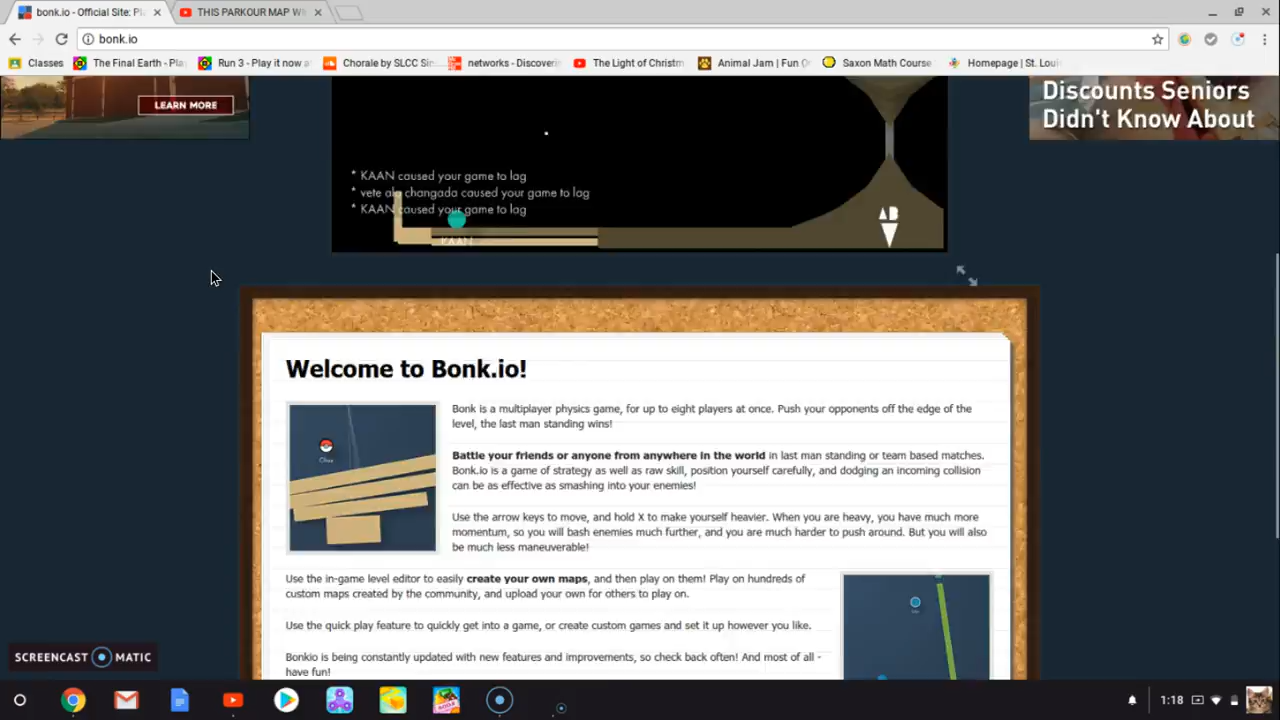 bonk.io - Official Site: Pl
THIS PARKOUR MAP W
bonk.io
Classes
The Final Earth - Pla
Run 3 - Play it now a
Chorale by SLCC Sin
networks - Discoveri
The Light of Christm
Animal Jam | Fun O
Saxon Math Course
Homepage | St. Loui
LEARN MORE
Discounts Seniors
Didn't Know About
* KAAN caused your game to lag
* vete ala changada caused your game to lag
* KAAN caused your game to lag
KAAN
Welcome to Bonk.io!
Bonk is a multiplayer physics game, for up to eight players at once. Push your opponents off the edge of the
level, the last man standing wins!
Battle your friends or anyone from anywhere in the world in last man standing or team based matches.
Bonk.io is a game of strategy as well as raw skill, position yourself carefully, and dodging an incoming collision
can be as effective as smashing into your enemies!
Use the arrow keys to move, and hold X to make yourself heavier. When you are heavy, you have much more
momentum, so you will bash enemies much further, and you are much harder to push around. But you will also
be much less maneuverable!
Use the in-game level editor to easily create your own maps, and then play on them! Play on hundreds of
custom maps created by the community, and upload your own for others to play on.
Use the quick play feature to quickly get into a game, or create custom games and set it up however you like.
Bonkio is being constantly updated with new features and improvements, so check back often! And most of all -
have fun!
SCREENCAST MATIC
1:18